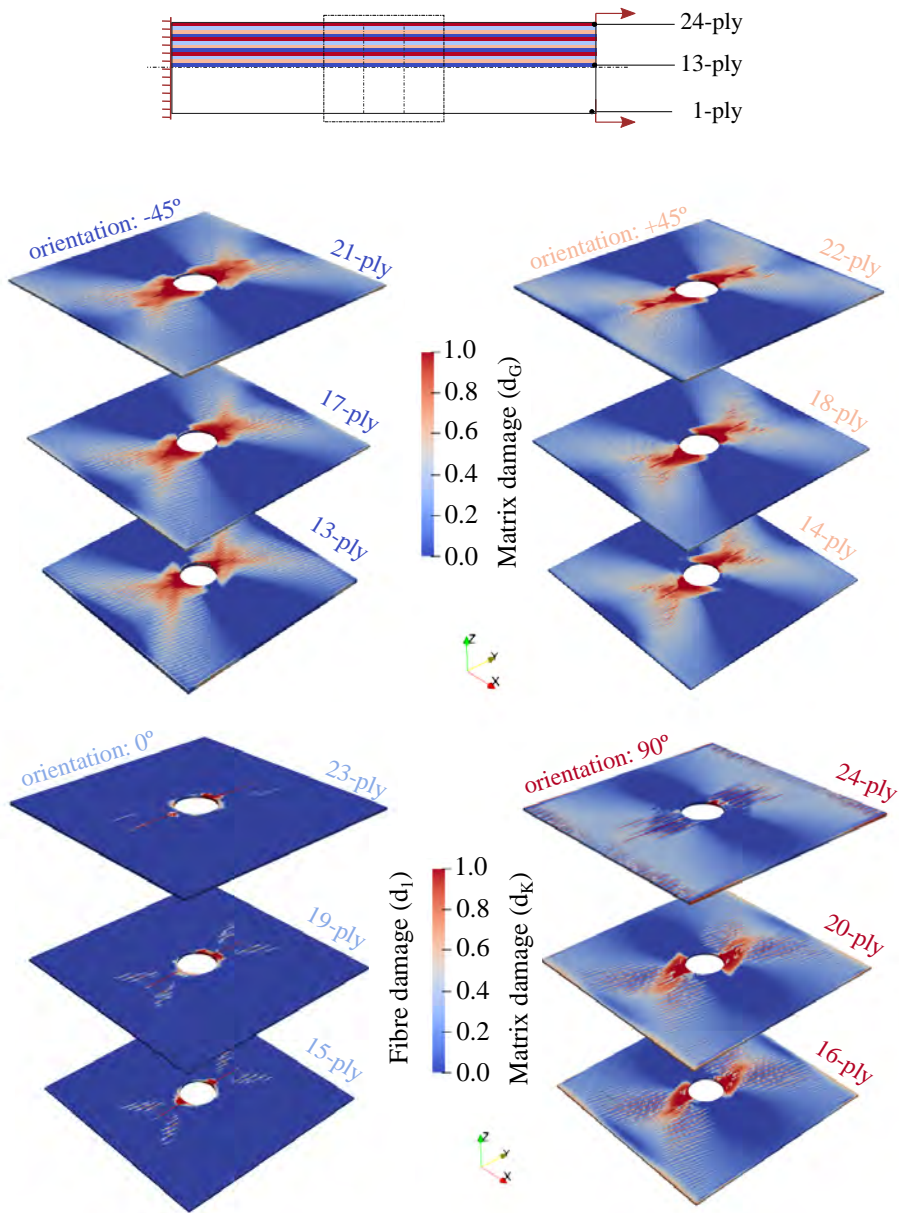 24-ply
13-ply
1-ply
orientation: -45º
21-ply
17-ply
13-ply
1.0
0.8
0.6
0.4
0.2
0.0
Matrix damage (dG)
orientation: +45º
22-ply
18-ply
14-ply
Z
Y
X
orientation: 0º
23-ply
19-ply
15-ply
Fibre damage (d1)
1.0
0.8
0.6
0.4
0.2
0.0
Matrix damage (dK)
orientation: 90º
24-ply
20-ply
16-ply
Z
Y
X